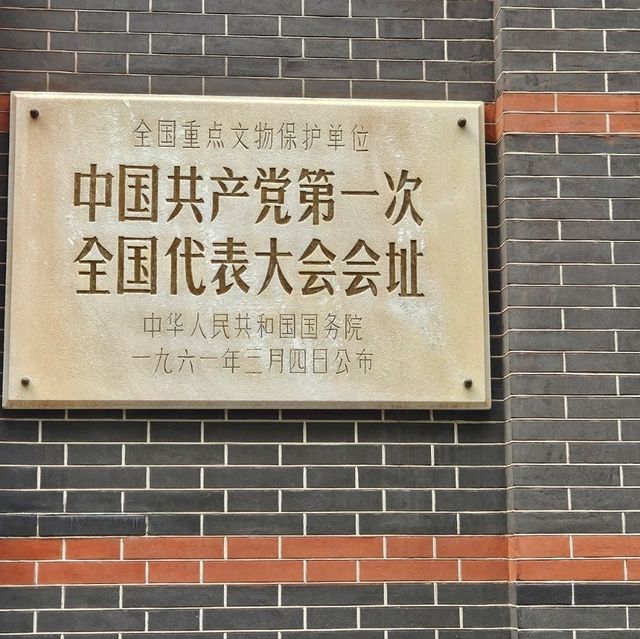 全国重点文物保护单位
中国共产党第一次
全国代表大会会址
中华人民共和国国务院
一九六一年三月四日公布